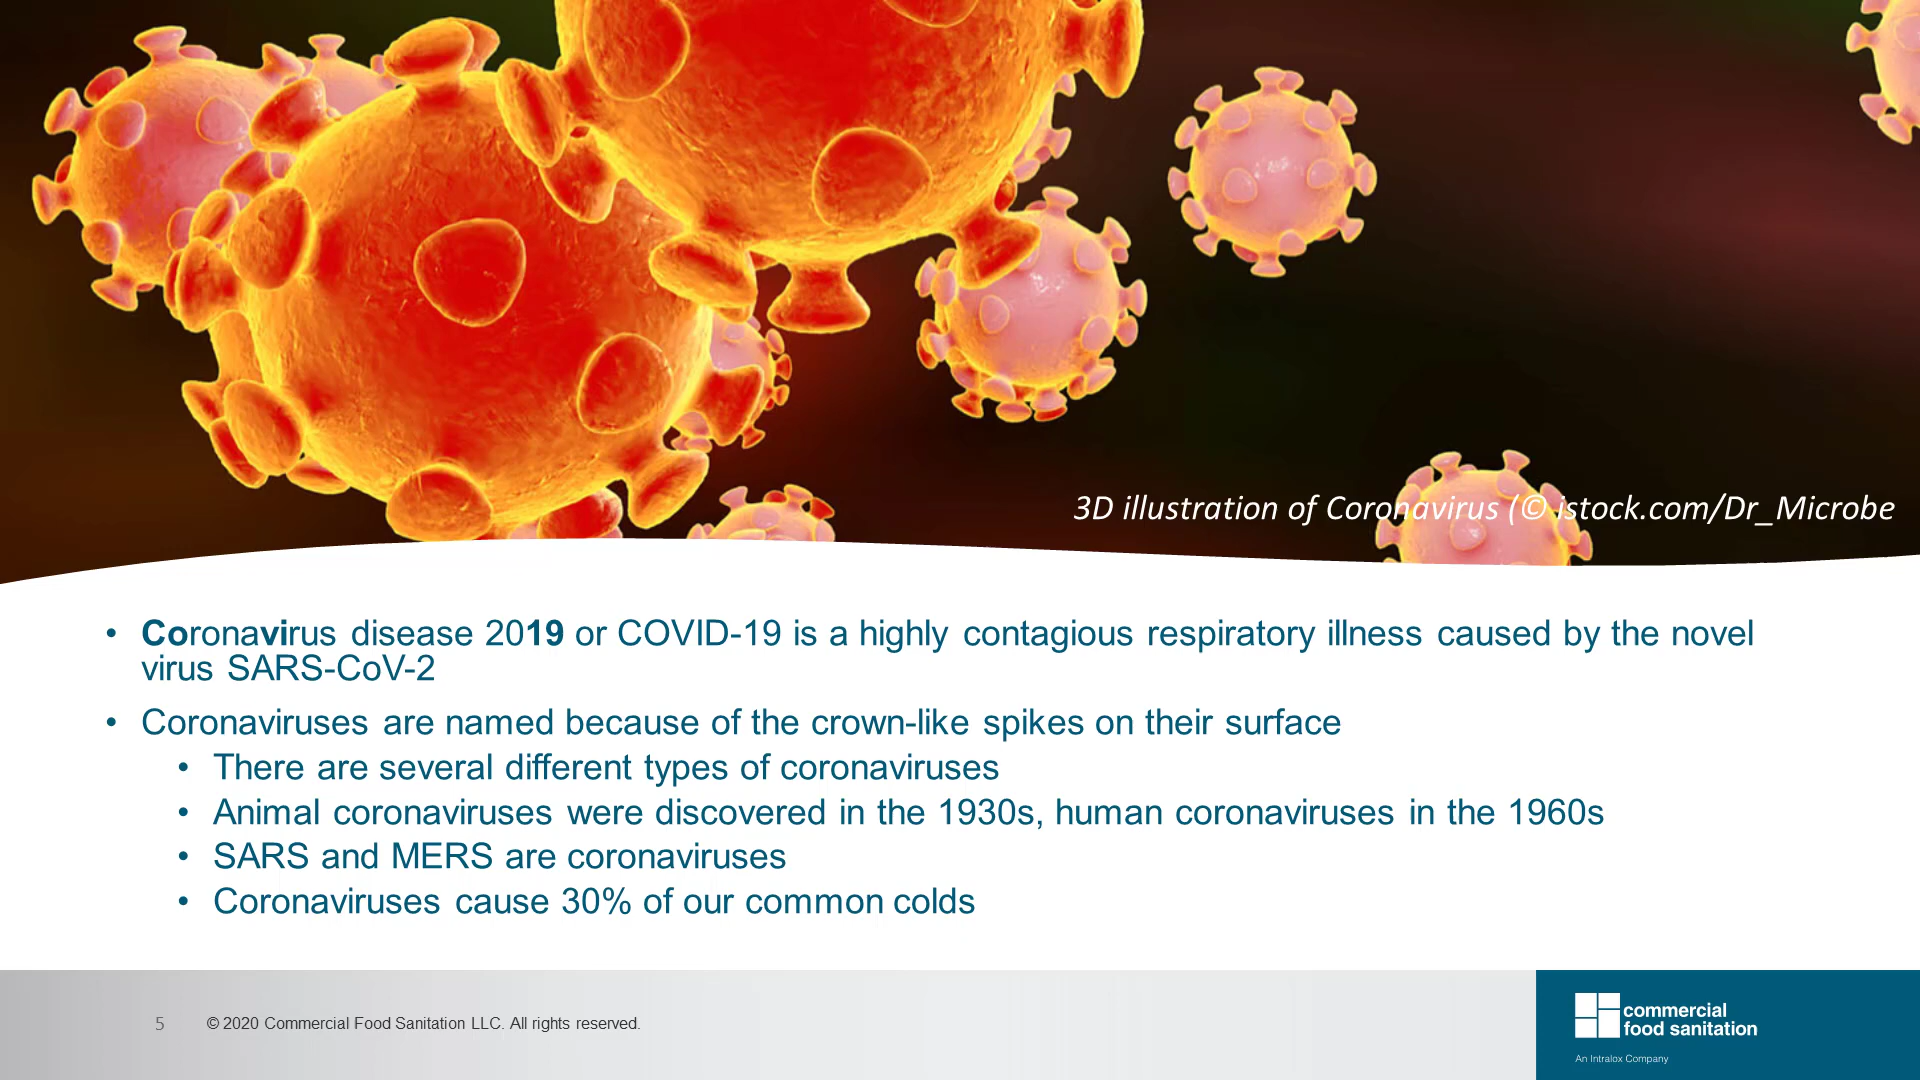 3D illustration of Coronavirus (© istock.com/Dr_Microbe
• Coronavirus disease 2019 or COVID-19 is a highly contagious respiratory illness caused by the novel
virus SARS-CoV-2
• Coronaviruses are named because of the crown-like spikes on their surface
• There are several different types of coronaviruses
• Animal coronaviruses were discovered in the 1930s, human coronaviruses in the 1960s
• SARS and MERS are coronaviruses
• Coronaviruses cause 30% of our common colds
5 © 2020 Commercial Food Sanitation LLC. All rights reserved.
commercial
food sanitation
An Intralox Company